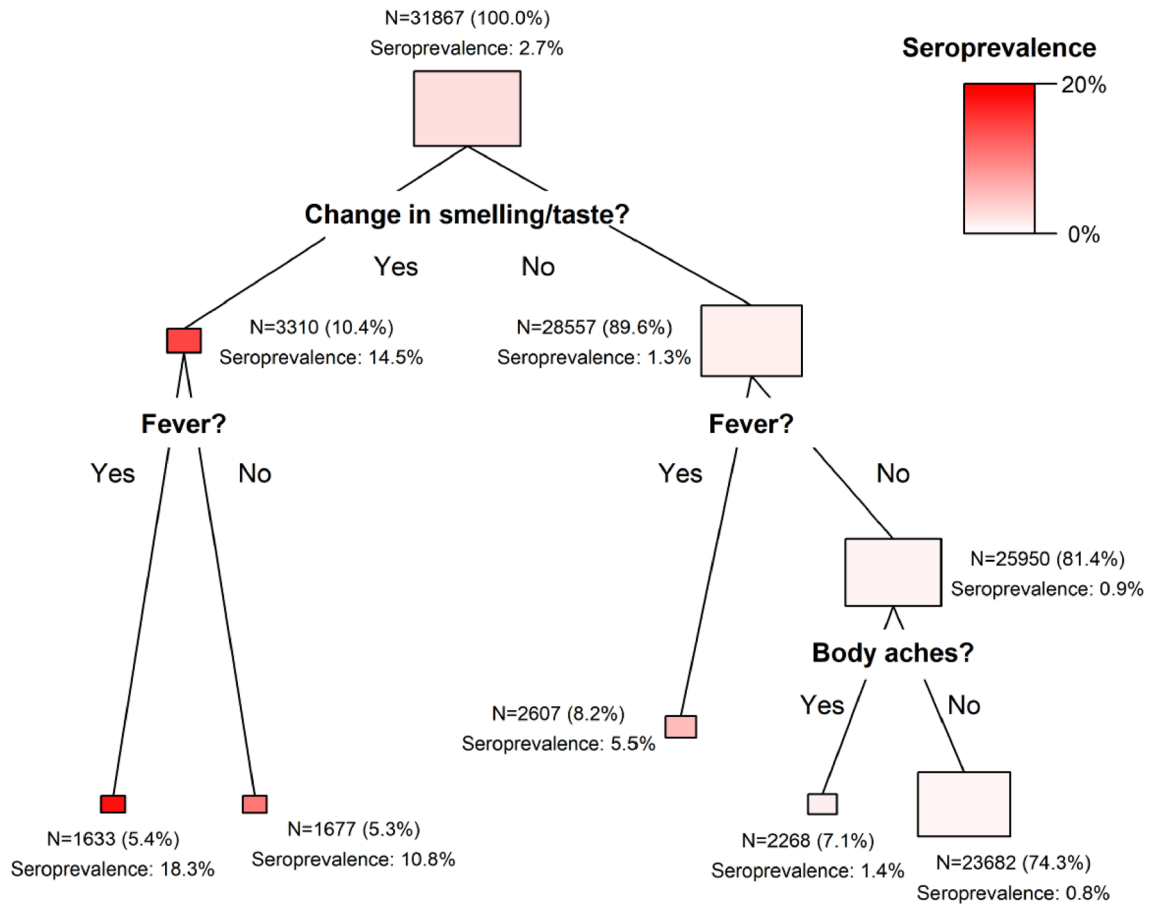 N=31867 (100.0%)
Seroprevalence: 2.7%
Seroprevalence
20%
0%
Change in smelling/taste?
Yes
No
N=3310 (10.4%)
Seroprevalence: 14.5%
N=28557 (89.6%)
Seroprevalence: 1.3%
Fever?
Yes
No
Fever?
Yes
No
N=25950 (81.4%)
Seroprevalence: 0.9%
Body aches?
Yes
No
N=2607 (8.2%)
Seroprevalence: 5.5%
N=1633 (5.4%)
Seroprevalence: 18.3%
N=1677 (5.3%)
Seroprevalence: 10.8%
N=2268 (7.1%)
Seroprevalence: 1.4%
N=23682 (74.3%)
Seroprevalence: 0.8%